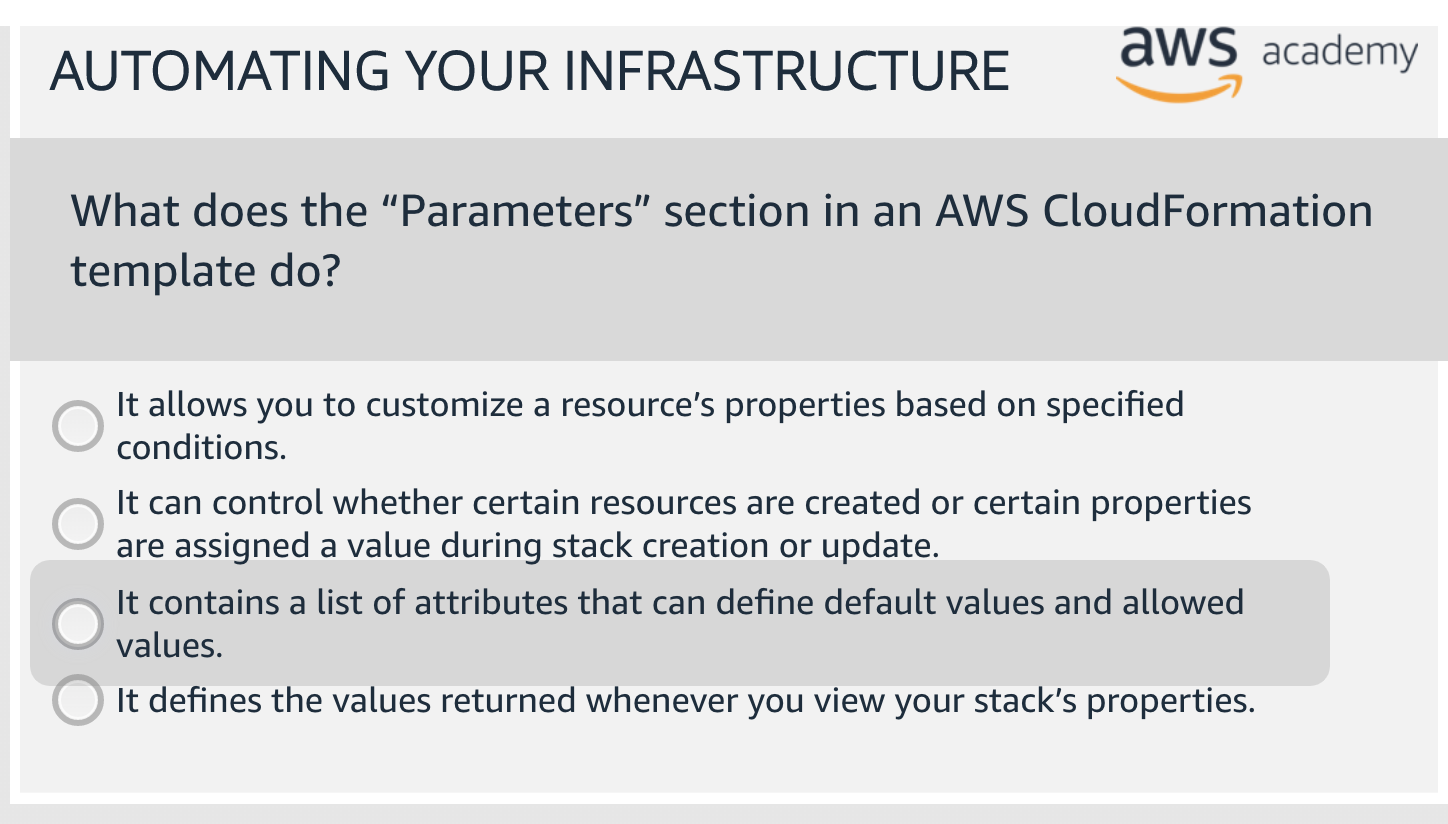 AUTOMATING YOUR INFRASTRUCTURE
aws academy
What does the “Parameters” section in an AWS CloudFormation
template do?
It allows you to customize a resource’s properties based on specified
conditions.
It can control whether certain resources are created or certain properties
are assigned a value during stack creation or update.
It contains a list of attributes that can define default values and allowed
values.
It defines the values returned whenever you view your stack’s properties.